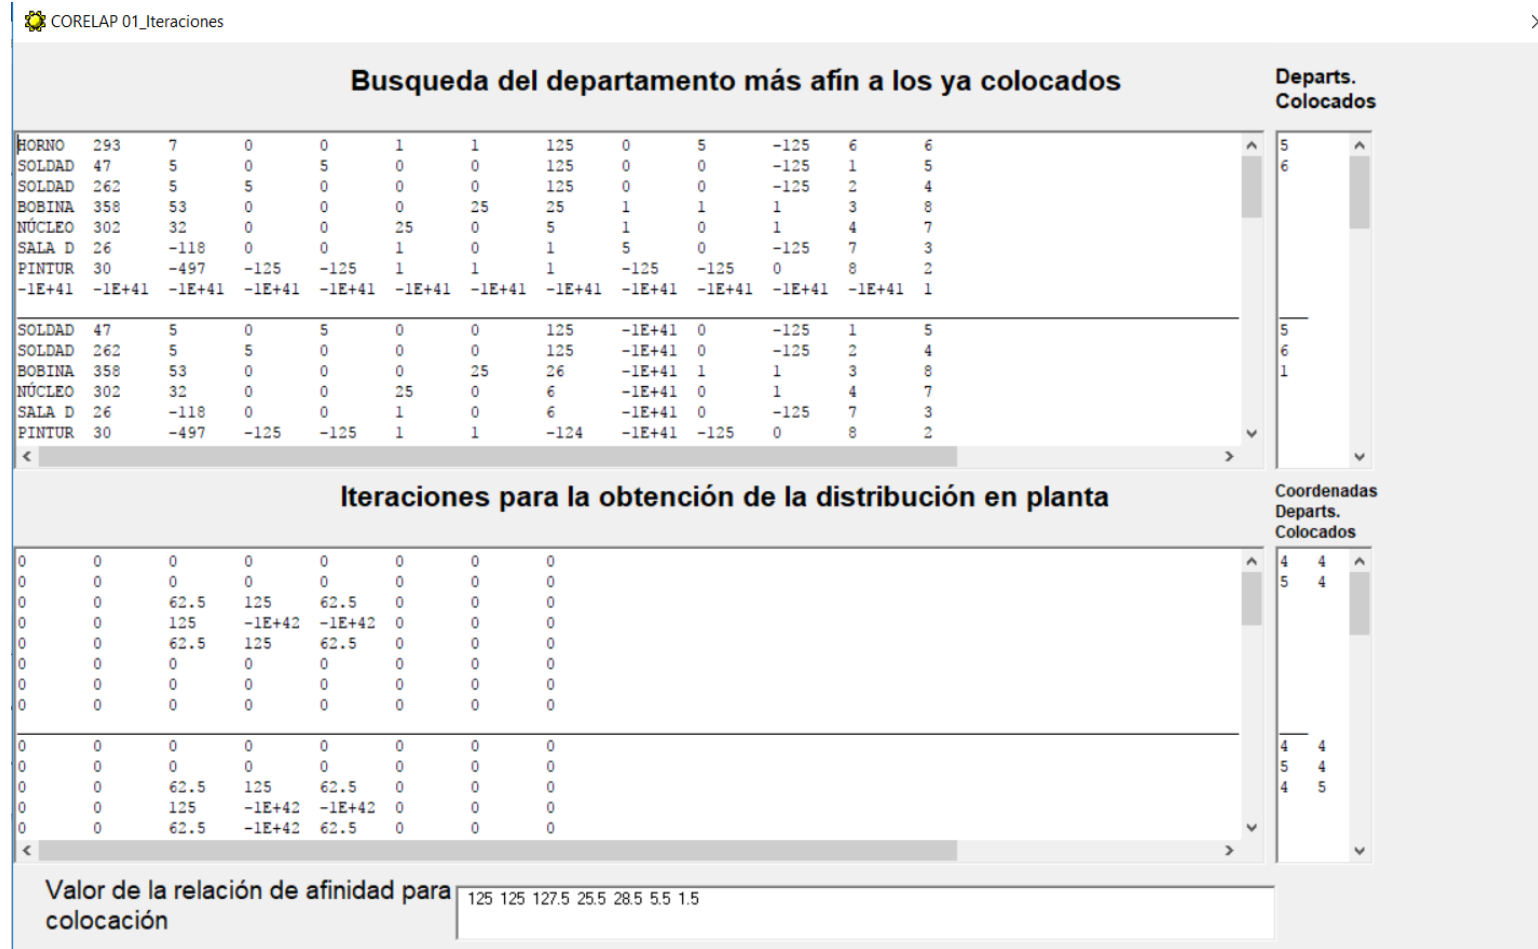 CORELAP 01_Iteraciones
Busqueda del departamento más afín a los ya colocados
Departs.
Colocados
HORNO 293 7 0 0 1 1 125 0 5 -125 6 6
SOLDAD 47 5 0 5 0 0 125 0 0 -125 1 5
SOLDAD 262 5 5 0 0 0 125 0 0 -125 2 4
BOBINA 358 53 0 0 0 25 25 1 1 1 3 8
NÚCLEO 302 32 0 0 25 0 5 1 0 1 4 7
SALA D 26 -118 0 0 1 0 1 5 0 -125 7 3
PINTUR 30 -497 -125 -125 1 1 1 -125 -125 0 8 2
-1E+41 -1E+41 -1E+41 -1E+41 -1E+41 -1E+41 -1E+41 -1E+41 -1E+41 -1E+41 -1E+41 -1E+41 1
SOLDAD 47 5 0 5 0 0 125 -1E+41 0 -125 1 5
SOLDAD 262 5 5 0 0 0 125 -1E+41 0 -125 2 4
BOBINA 358 53 0 0 0 25 26 -1E+41 1 1 3 8
NÚCLEO 302 32 0 0 25 0 6 -1E+41 0 1 4 7
SALA D 26 -118 0 0 1 0 6 -1E+41 0 -125 7 3
PINTUR 30 -497 -125 -125 1 1 -124 -1E+41 -125 0 8 2
5
6
5
6
1
Iteraciones para la obtención de la distribución en planta
Coordenadas
Departs.
Colocados
0 0 0 0 0 0 0 0
0 0 0 0 0 0 0 0
0 0 62.5 125 62.5 0 0 0
0 0 125 -1E+42 -1E+42 0 0 0
0 0 62.5 125 62.5 0 0 0
0 0 0 0 0 0 0 0
0 0 0 0 0 0 0 0
0 0 0 0 0 0 0 0
0 0 0 0 0 0 0 0
0 0 0 0 0 0 0 0
0 0 62.5 125 62.5 0 0 0
0 0 125 -1E+42 -1E+42 0 0 0
0 0 62.5 -1E+42 62.5 0 0 0
4 4
5 4
4 4
5 4
4 5
Valor de la relación de afinidad para
colocación
125 125 127.5 25.5 28.5 5.5 1.5